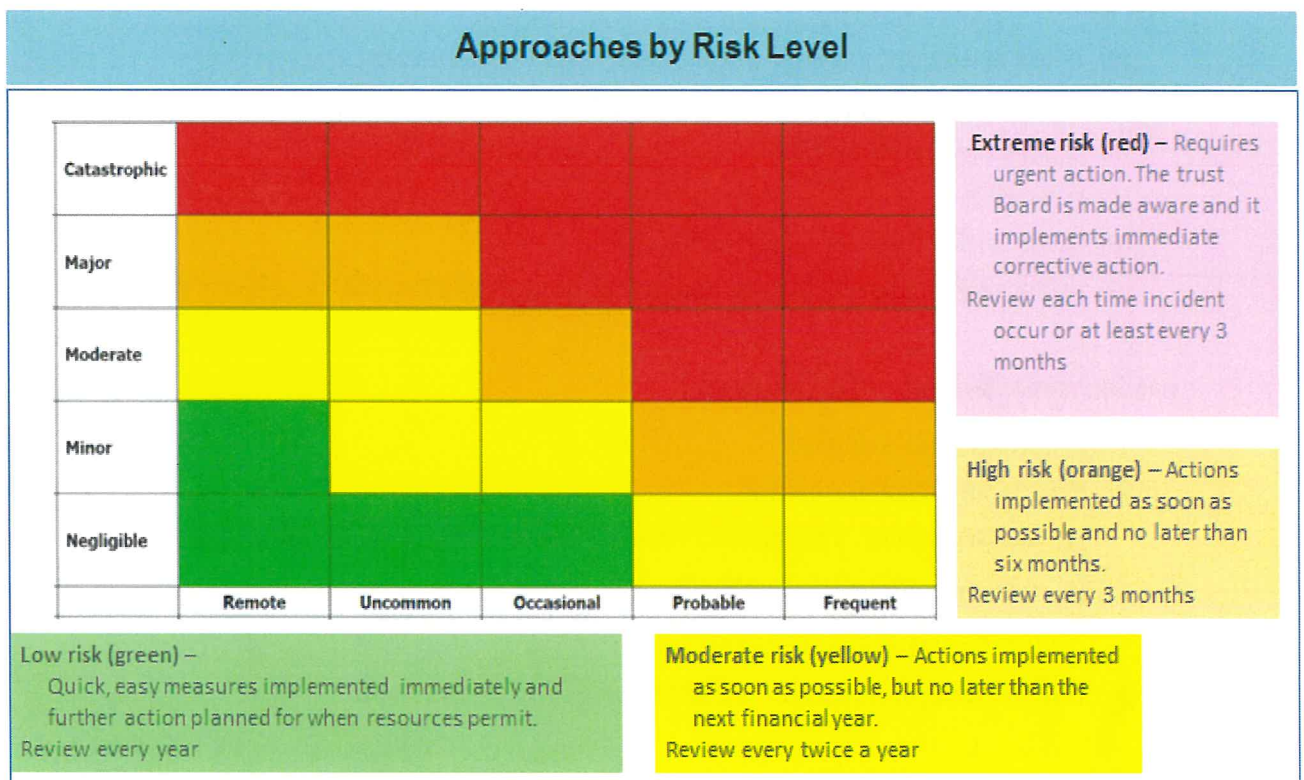 Approaches by Risk Level
Catastrophic
Major
Moderate
Minor
Negligible
Remote Uncommon Occasional Probable Frequent
.Extreme risk (red) – Requires
urgent action. The trust
Board is made aware and it
implements immediate
corrective action.
Review each time incident
occur or at least every 3
months
High risk (orange) – Actions
implemented as soon as
possible and no later than
six months.
Review every 3 months
Low risk (green) –
Quick, easy measures implemented immediately and
further action planned for when resources permit.
Review every year
Moderate risk (yellow) – Actions implemented
as soon as possible, but no later than the
next financial year.
Review every twice a year